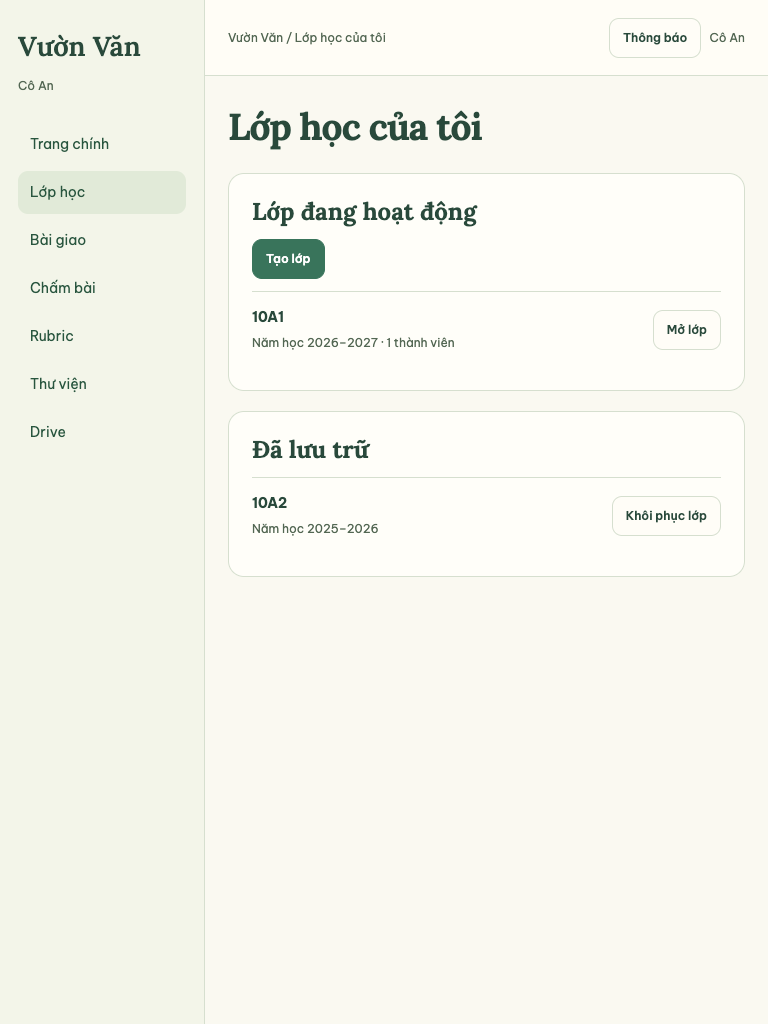 Vườn Văn
Cô An
Trang chính
Lớp học
Bài giao
Chấm bài
Rubric
Thư viện
Drive
Vườn Văn / Lớp học của tôi
Thông báo
Cô An
Lớp học của tôi
Lớp đang hoạt động
Tạo lớp
10A1
Năm học 2026–2027 · 1 thành viên
Mở lớp
Đã lưu trữ
10A2
Năm học 2025–2026
Khôi phục lớp